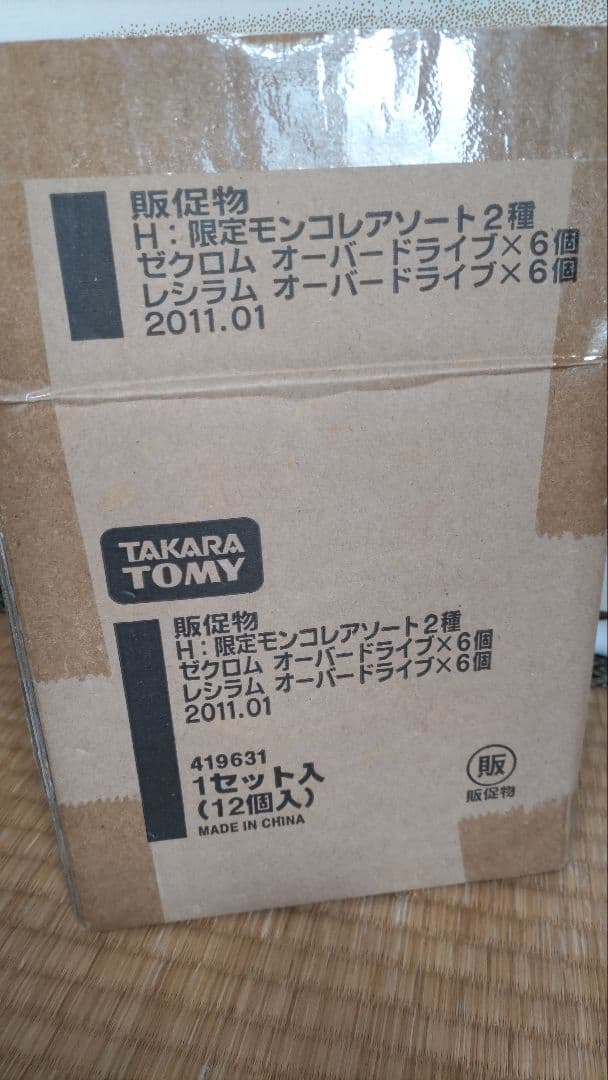 販促物
H:限定モンコレアソート2種
ゼクロム オーバードライブ×6個
レシラム オーバードライブ×6個
2011.01
TAKARA
TOMY
販促物
H:限定モンコレアソート2種
ゼクロム オーバードライブ×6個
レシラム オーバードライブ×6個
2011.01
419631
1セット入
(12個入)
MADE IN CHINA
販
販促物